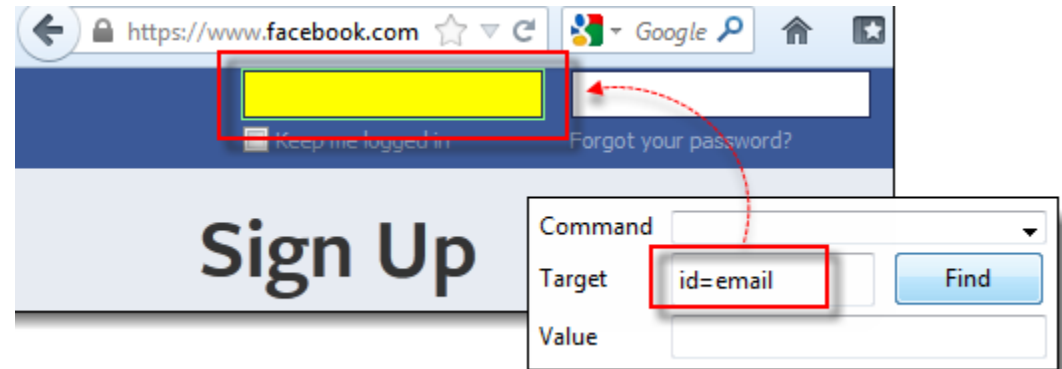 https://www.facebook.com Google
Keep me logged in Forgot your password?
Sign Up
Command
Target id=email Find
Value